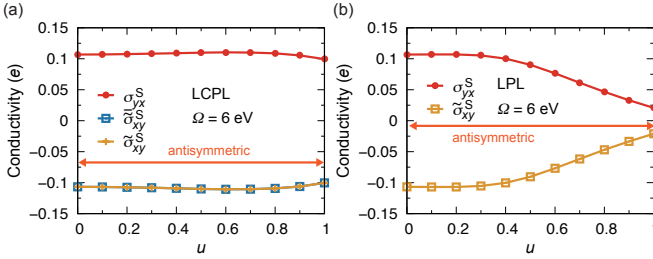 (a)
Conductivity (e)
0.15
0.1
0.05
0
−0.05
−0.1
−0.15
σ^S_yx LCPL
σ̃̄^S_xy Ω = 6 eV
σ̃^S_xy
antisymmetric
0 0.2 0.4 0.6 0.8 1
u
(b)
Conductivity (e)
0.15
0.1
0.05
0
−0.05
−0.1
−0.15
σ^S_yx LPL
σ̃^S_xy Ω = 6 eV
antisymmetric
0 0.2 0.4 0.6 0.8 1
u